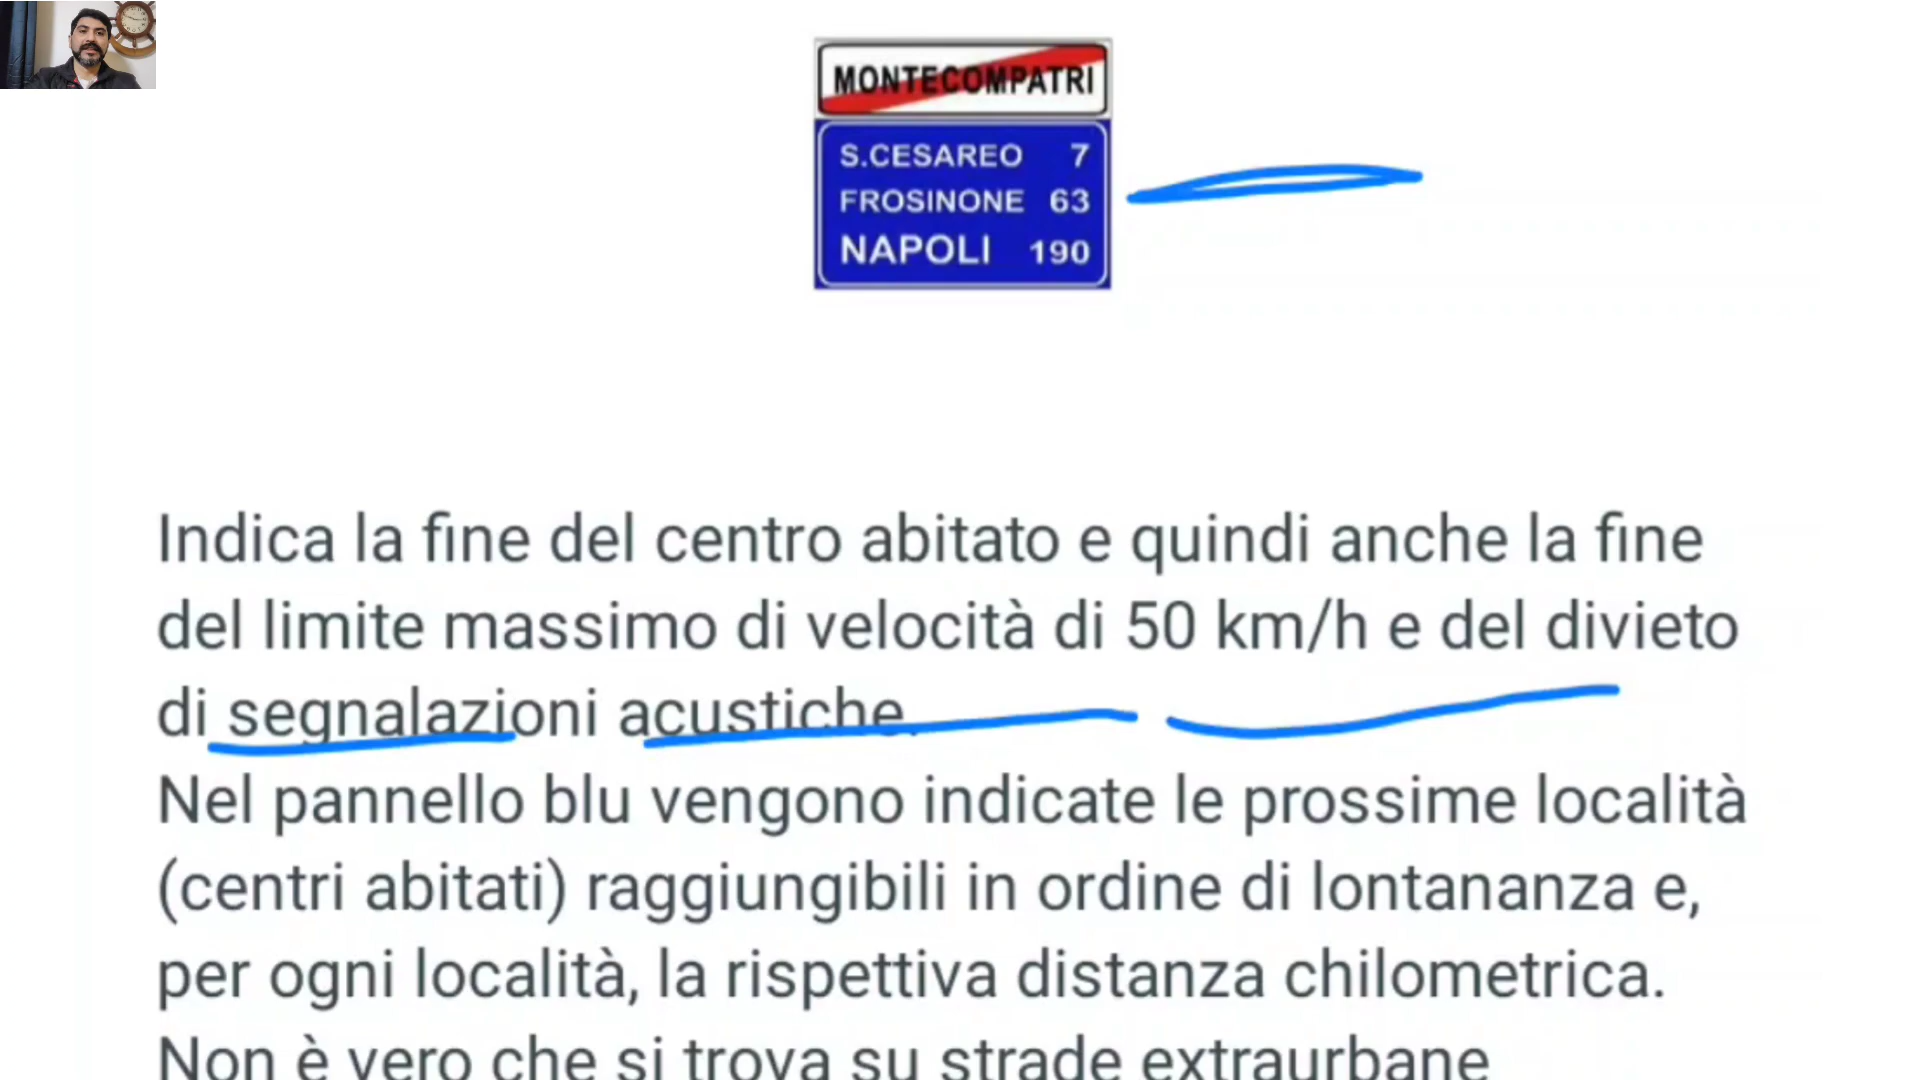 MONTECOMPATRI
S.CESAREO 7
FROSINONE 63
NAPOLI 190
Indica la fine del centro abitato e quindi anche la fine
del limite massimo di velocità di 50 km/h e del divieto
di segnalazioni acustiche.
Nel pannello blu vengono indicate le prossime località
(centri abitati) raggiungibili in ordine di lontananza e,
per ogni località, la rispettiva distanza chilometrica.
Non è vero che si trova su strade extraurbane